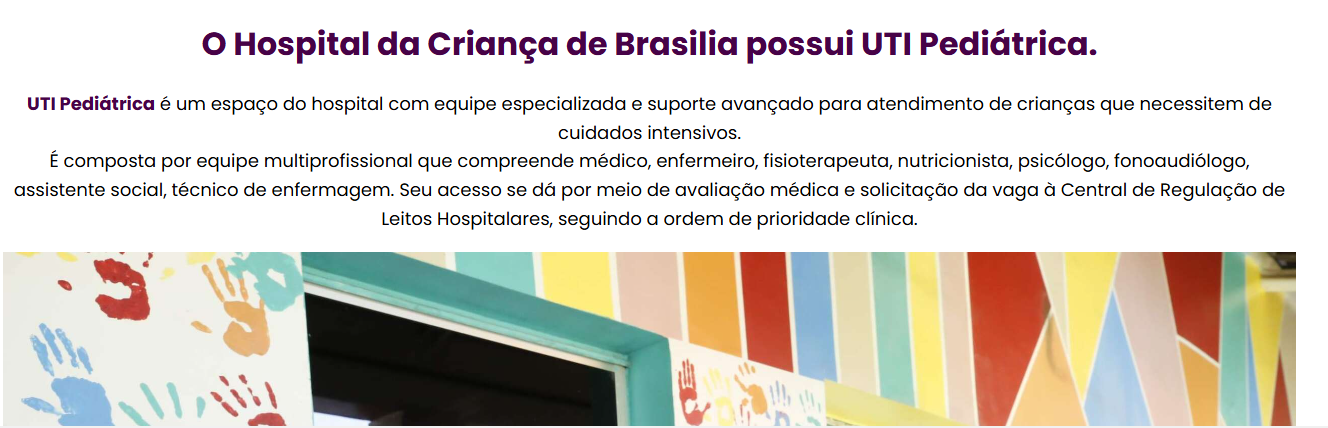 O Hospital da Criança de Brasilia possui UTI Pediátrica.
UTI Pediátrica é um espaço do hospital com equipe especializada e suporte avançado para atendimento de crianças que necessitem de
cuidados intensivos.
É composta por equipe multiprofissional que compreende médico, enfermeiro, fisioterapeuta, nutricionista, psicólogo, fonoaudiólogo,
assistente social, técnico de enfermagem. Seu acesso se dá por meio de avaliação médica e solicitação da vaga à Central de Regulação de
Leitos Hospitalares, seguindo a ordem de prioridade clínica.